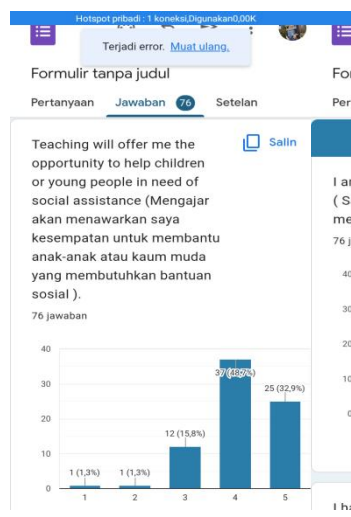 Hotspot pribadi : 1 koneksi,Digunakan0,00K
Terjadi error. Muat ulang.
Formulir tanpa judul
Pertanyaan Jawaban 76 Setelan
Teaching will offer me the
opportunity to help children
or young people in need of
social assistance (Mengajar
akan menawarkan saya
kesempatan untuk membantu
anak-anak atau kaum muda
yang membutuhkan bantuan
sosial ).
Salin
76 jawaban
40
30
20
10
0
1 (1,3%)
1 (1,3%)
12 (15,8%)
37 (48,7%)
25 (32,9%)
1 2 3 4 5
Fo
Per
I a
( S
me
76 j
40
30
20
10
0
I h